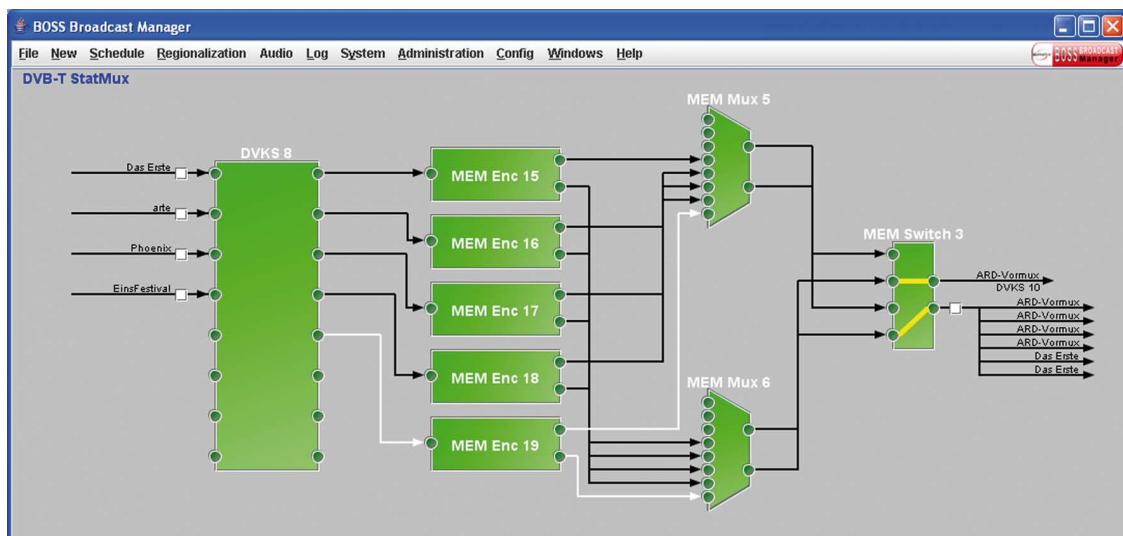 BOSS Broadcast Manager
File New Schedule Regionalization Audio Log System Administration Config Windows Help
BOSS BROADCAST Manager
DVB-T StatMux
MEM Mux 5
DVKS 8
Das Erste
MEM Enc 15
arte
MEM Enc 16
MEM Switch 3
Phoenix
ARD-Vormux
DVKS 10
EinsFestival
MEM Enc 17
ARD-Vormux
ARD-Vormux
ARD-Vormux
ARD-Vormux
Das Erste
Das Erste
MEM Enc 18
MEM Mux 6
MEM Enc 19